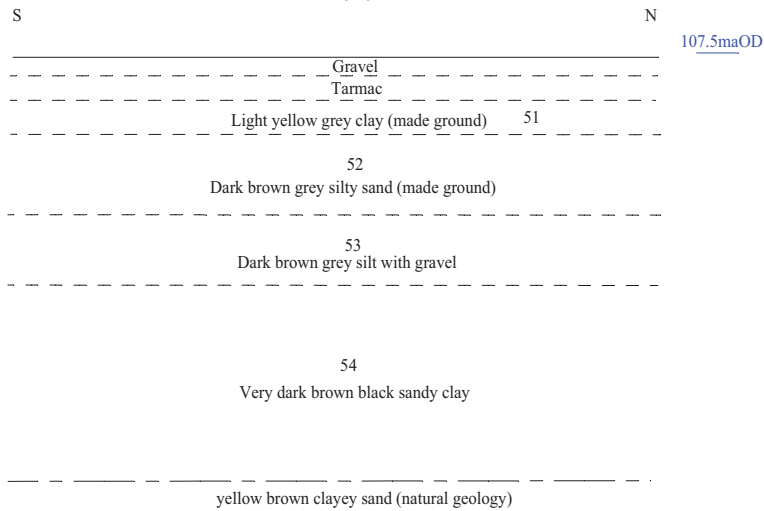 S N
107.5maOD
Gravel
Tarmac
Light yellow grey clay (made ground) 51
52
Dark brown grey silty sand (made ground)
53
Dark brown grey silt with gravel
54
Very dark brown black sandy clay
yellow brown clayey sand (natural geology)